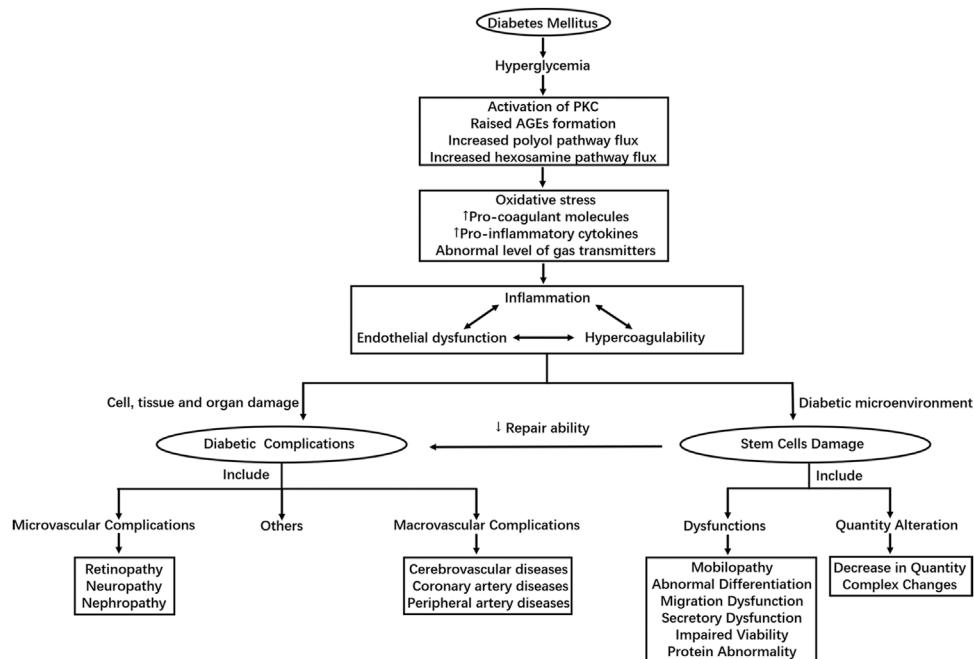 Diabetes Mellitus
Hyperglycemia
Activation of PKC
Raised AGEs formation
Increased polyol pathway flux
Increased hexosamine pathway flux
Oxidative stress
↑Pro-coagulant molecules
↑Pro-inflammatory cytokines
Abnormal level of gas transmitters
Inflammation
Endothelial dysfunction
Hypercoagulability
Cell, tissue and organ damage
Diabetic microenvironment
Diabetic Complications
↓ Repair ability
Stem Cells Damage
Include
Include
Microvascular Complications
Others
Macrovascular Complications
Dysfunctions
Quantity Alteration
Retinopathy
Neuropathy
Nephropathy
Cerebrovascular diseases
Coronary artery diseases
Peripheral artery diseases
Mobilopathy
Abnormal Differentiation
Migration Dysfunction
Secretory Dysfunction
Impaired Viability
Protein Abnormality
Decrease in Quantity
Complex Changes